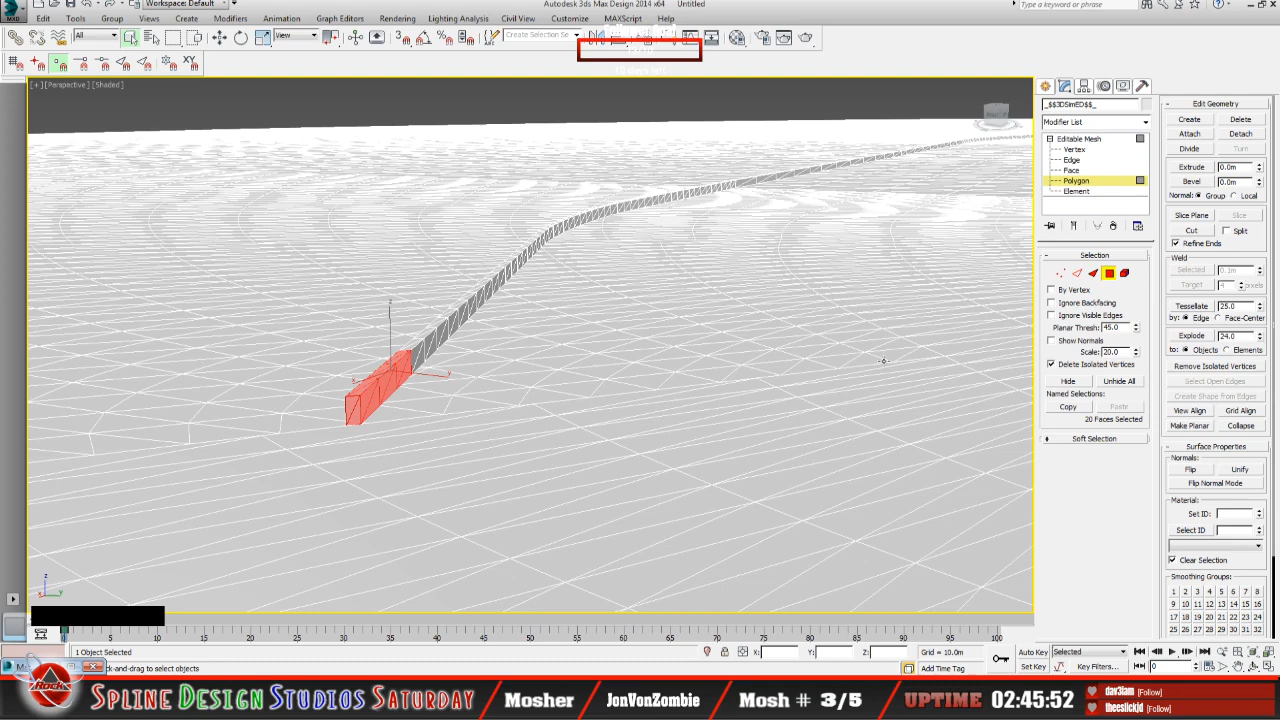 Autodesk 3ds Max Design 2014 x64 Untitled
Type a keyword or phrase
MXD
Workspace: Default
Edit Tools Group Views Create Modifiers Animation Graph Editors Rendering Lighting Analysis Civil View Customize MAXScript Help
All View Create Selection Se
XY
[+][Perspective][Shaded]
_$$3DSimED$$_
Modifier List
Editable Mesh
Vertex
Edge
Face
Polygon
Element
Selection
By Vertex
Ignore Backfacing
Ignore Visible Edges
Planar Thresh: 45.0
Show Normals
Scale: 20.0
Delete Isolated Vertices
Hide Unhide All
Named Selections:
Copy Paste
20 Faces Selected
Soft Selection
Edit Geometry
Create Delete
Attach Detach
Divide Turn
Extrude 0.0m
Bevel 0.0m
Normal: Group Local
Slice Plane Slice
Cut Split
Refine Ends
Weld
Selected 0.1m
Target 4 pixels
Tessellate 25.0
by: Edge Face-Center
Explode 24.0
to: Objects Elements
Remove Isolated Vertices
Select Open Edges
Create Shape from Edges
View Align Grid Align
Make Planar Collapse
Surface Properties
Normals:
Flip Unify
Flip Normal Mode
Material:
Set ID:
Select ID
Clear Selection
Smoothing Groups:
1 2 3 4 5 6 7 8
9 10 11 12 13 14 15 16
17 18 19 20 21 22 23 24
25 26 27 28 29 30 31 32
z
y
x
5 10 15 20 25 30 35 40 45 50 55 60 65 70 75 80 85 90 95 100
1 Object Selected X: Y: Z: Grid = 10.0m Auto Key Selected
ck-and-drag to select objects Add Time Tag Set Key Key Filters... 0
Rock
SPLINE DESIGN STUDIOS SATURDAY Mosher JonVonZombie Mosh # 3/5 UPTIME 02:45:52
dav3lam [Follow]
theeslickjd [Follow]